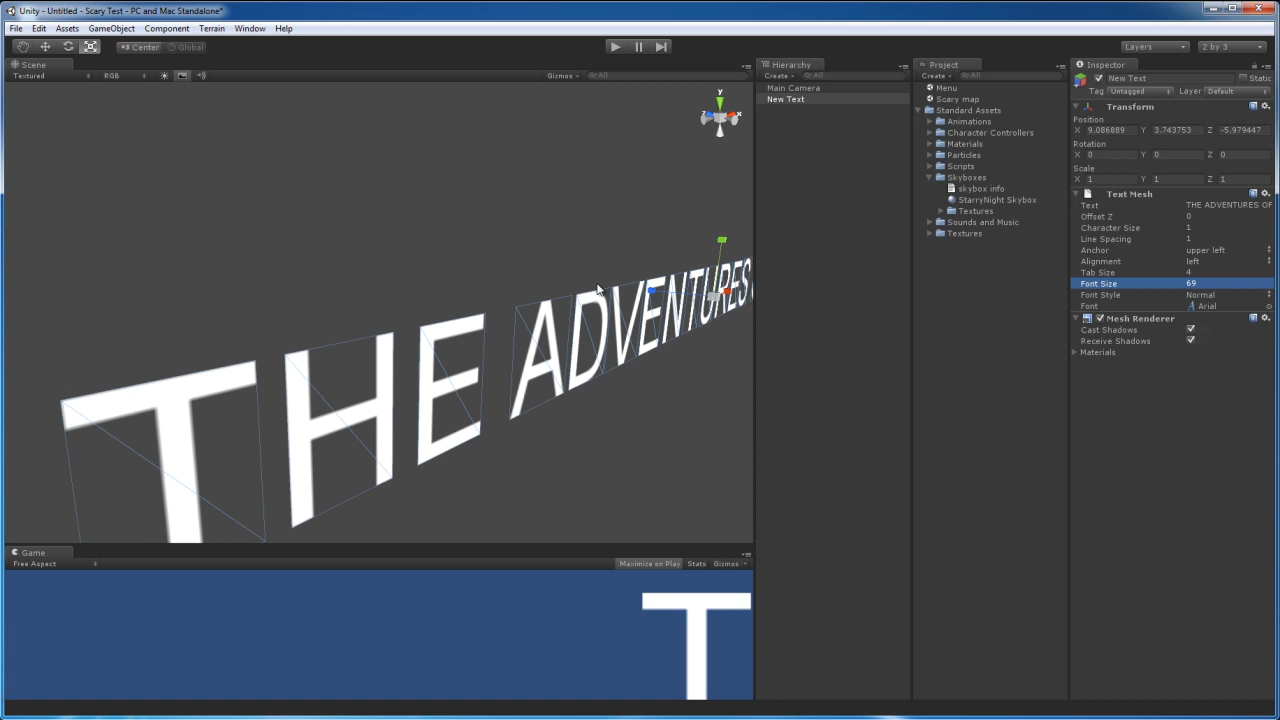 Unity - Untitled - Scary Test - PC and Mac Standalone*
File Edit Assets GameObject Component Terrain Window Help
Center Global
Layers 2 by 3
Scene
Textured RGB Gizmos All
y
z x
THE ADVENTURES
Game
Free Aspect Maximize on Play Stats Gizmos
T
Hierarchy
Create All
Main Camera
New Text
Project
Create All
Menu
Scary map
Standard Assets
Animations
Character Controllers
Materials
Particles
Scripts
Skyboxes
skybox info
StarryNight Skybox
Textures
Sounds and Music
Textures
Inspector
New Text Static
Tag Untagged Layer Default
Transform
Position
X 9.086889 Y 3.743753 Z -5.979447
Rotation
X 0 Y 0 Z 0
Scale
X 1 Y 1 Z 1
Text Mesh
Text THE ADVENTURES OF
Offset Z 0
Character Size 1
Line Spacing 1
Anchor upper left
Alignment left
Tab Size 4
Font Size 69
Font Style Normal
Font Arial
Mesh Renderer
Cast Shadows
Receive Shadows
Materials